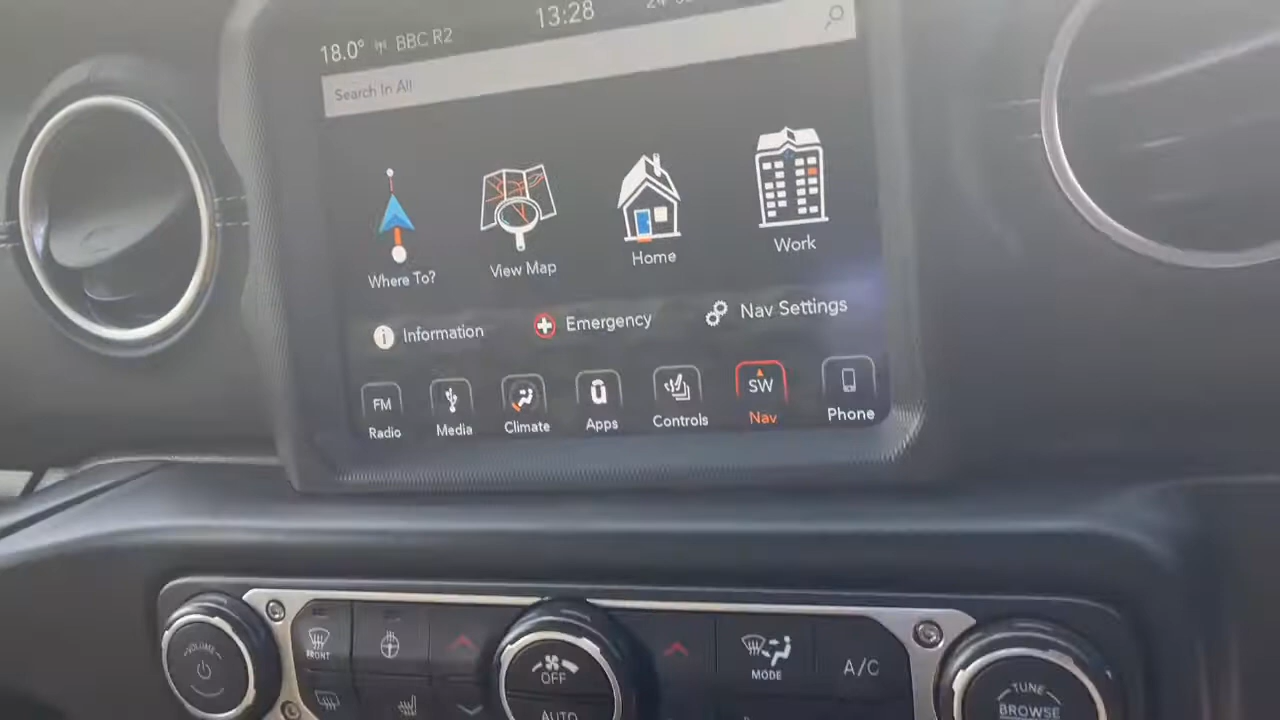 18.0° BBC R2 13:28
Search In All
Where To? View Map Home Work
Information Emergency Nav Settings
FM SW
Radio Media Climate Apps Controls Nav Phone
VOLUME FRONT OFF MODE A/C TUNE
AUTO BROWSE